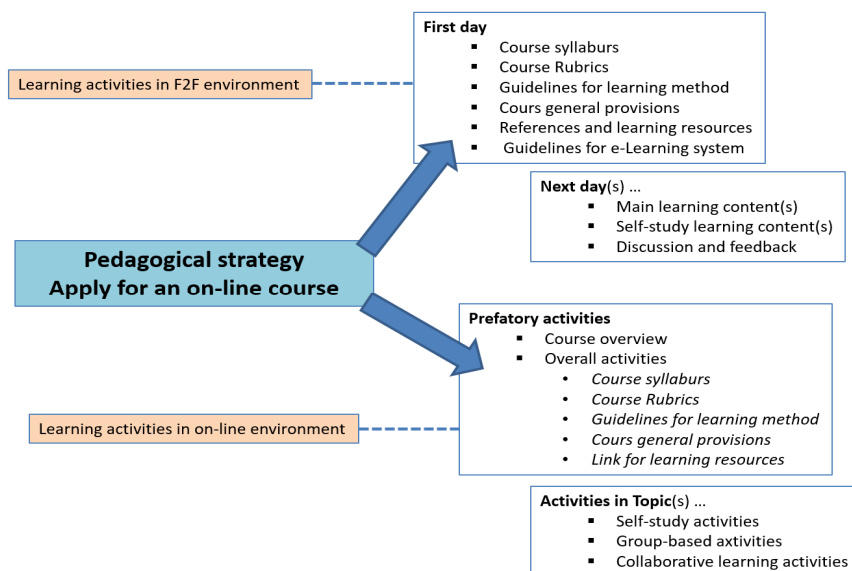 First day
▪ Course syllaburs
▪ Course Rubrics
▪ Guidelines for learning method
▪ Cours general provisions
▪ References and learning resources
▪ Guidelines for e-Learning system
Learning activities in F2F environment
Next day(s) ...
▪ Main learning content(s)
▪ Self-study learning content(s)
▪ Discussion and feedback
Pedagogical strategy
Apply for an on-line course
Prefatory activities
▪ Course overview
▪ Overall activities
• Course syllaburs
• Course Rubrics
• Guidelines for learning method
• Cours general provisions
• Link for learning resources
Learning activities in on-line environment
Activities in Topic(s) ...
▪ Self-study activities
▪ Group-based axtivities
▪ Collaborative learning activities